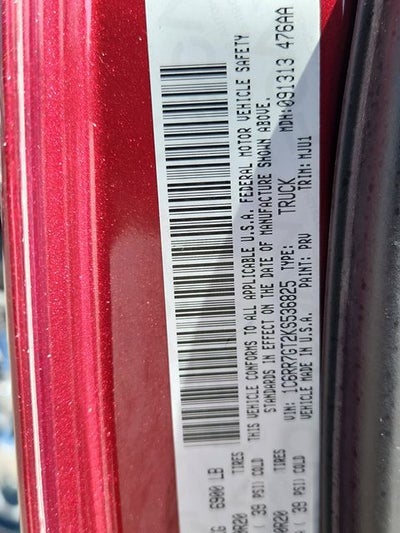 6900 LB
TIRES
39 PSI) COLD
THIS VEHICLE CONFORMS TO ALL APPLICABLE U.S.A. FEDERAL MOTOR VEHICLE SAFETY
STANDARDS IN EFFECT ON THE DATE OF MANUFACTURE SHOWN ABOVE.
VIN: 1C6RR7GT2KS536825 TYPE: TRUCK MDH:091313 476AA
VEHICLE MADE IN U.S.A. PAINT: PRV TRIM: MJU1
0R20 TIRES
( 39 PSI) COLD